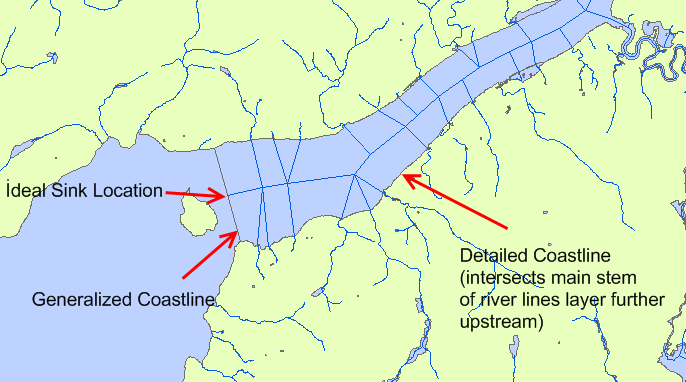 Ideal Sink Location
Generalized Coastline
Detailed Coastline
(intersects main stem
of river lines layer further
upstream)